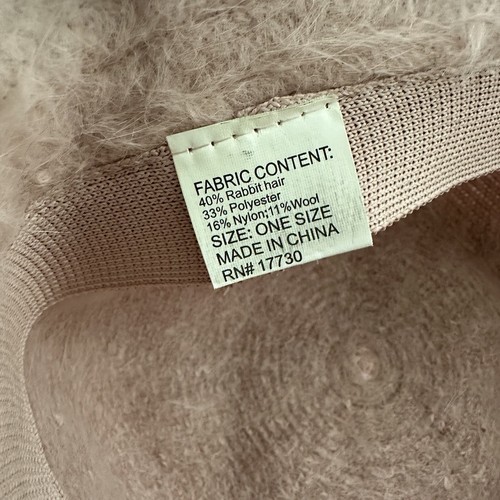 FABRIC CONTENT:
40% Rabbit hair
33% Polyester
16% Nylon;11%Wool
SIZE: ONE SIZE
MADE IN CHINA
RN# 17730